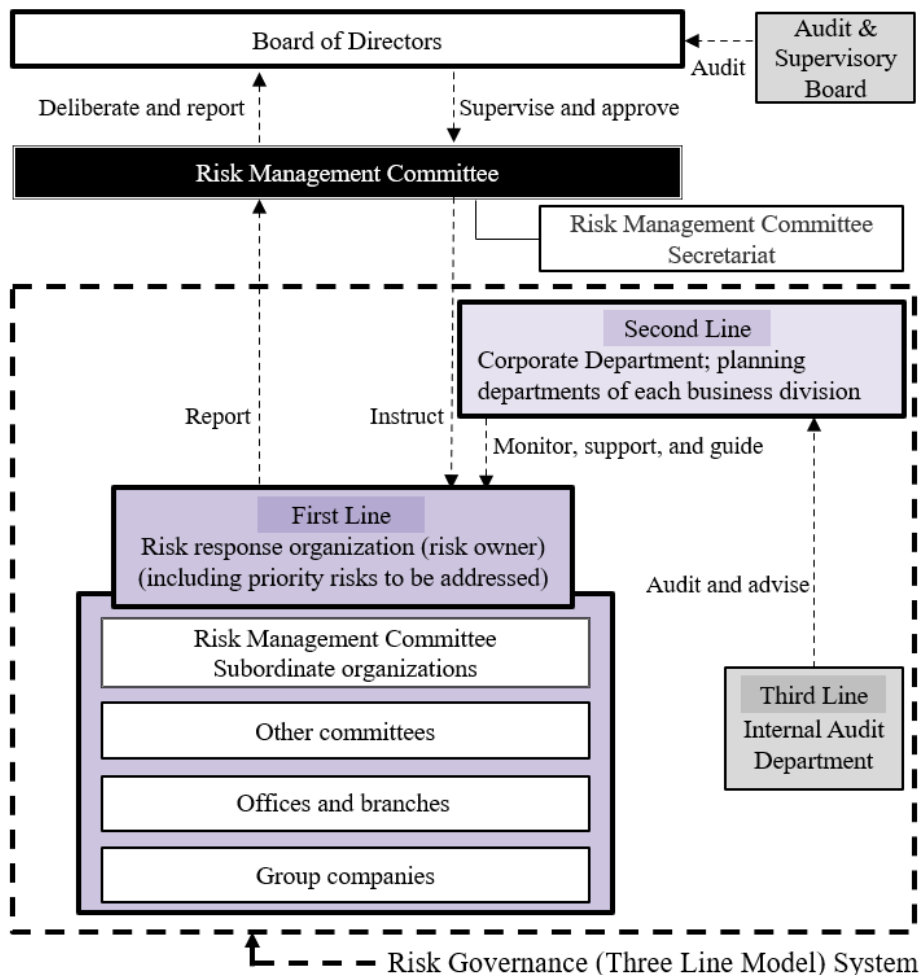 Board of Directors
Audit &
Supervisory
Board
Audit
Deliberate and report
Supervise and approve
Risk Management Committee
Risk Management Committee
Secretariat
Second Line
Corporate Department; planning
departments of each business division
Report
Instruct
Monitor, support, and guide
First Line
Risk response organization (risk owner)
(including priority risks to be addressed)
Audit and advise
Risk Management Committee
Subordinate organizations
Other committees
Offices and branches
Group companies
Third Line
Internal Audit
Department
Risk Governance (Three Line Model) System